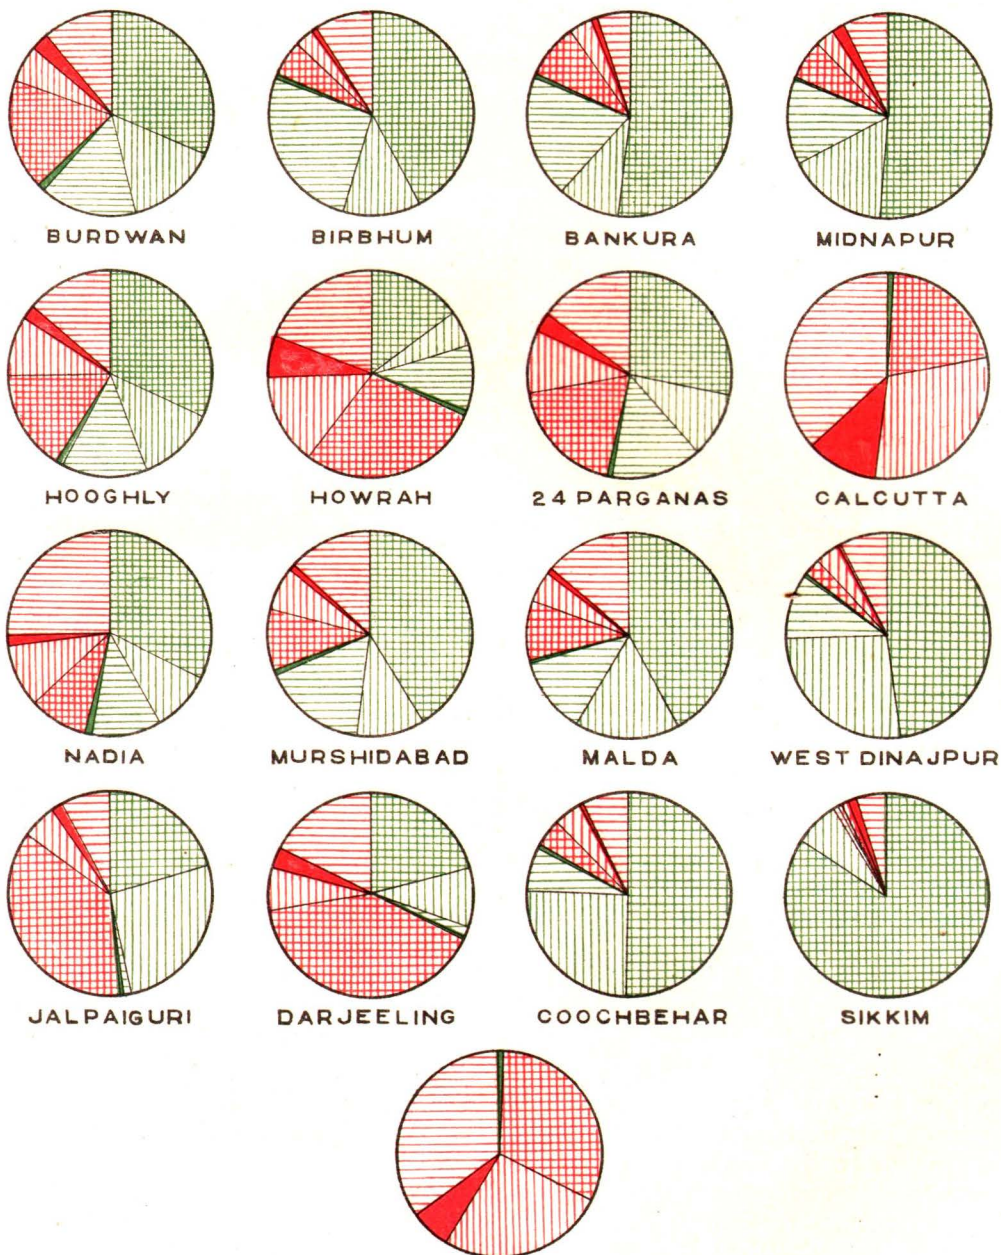 BURDWAN BIRBHUM BANKURA MIDNAPUR
HOOGHLY HOWRAH 24 PARGANAS CALCUTTA
NADIA MURSHIDABAD MALDA WEST DINAJPUR
JALPAIGURI DARJEELING COOCHBEHAR SIKKIM